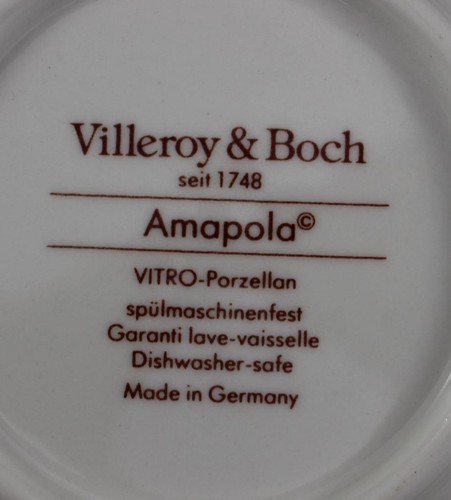 Villeroy & Boch
seit 1748
Amapola©
VITRO-Porzellan
spülmaschinenfest
Garanti lave-vaisselle
Dishwasher-safe
Made in Germany